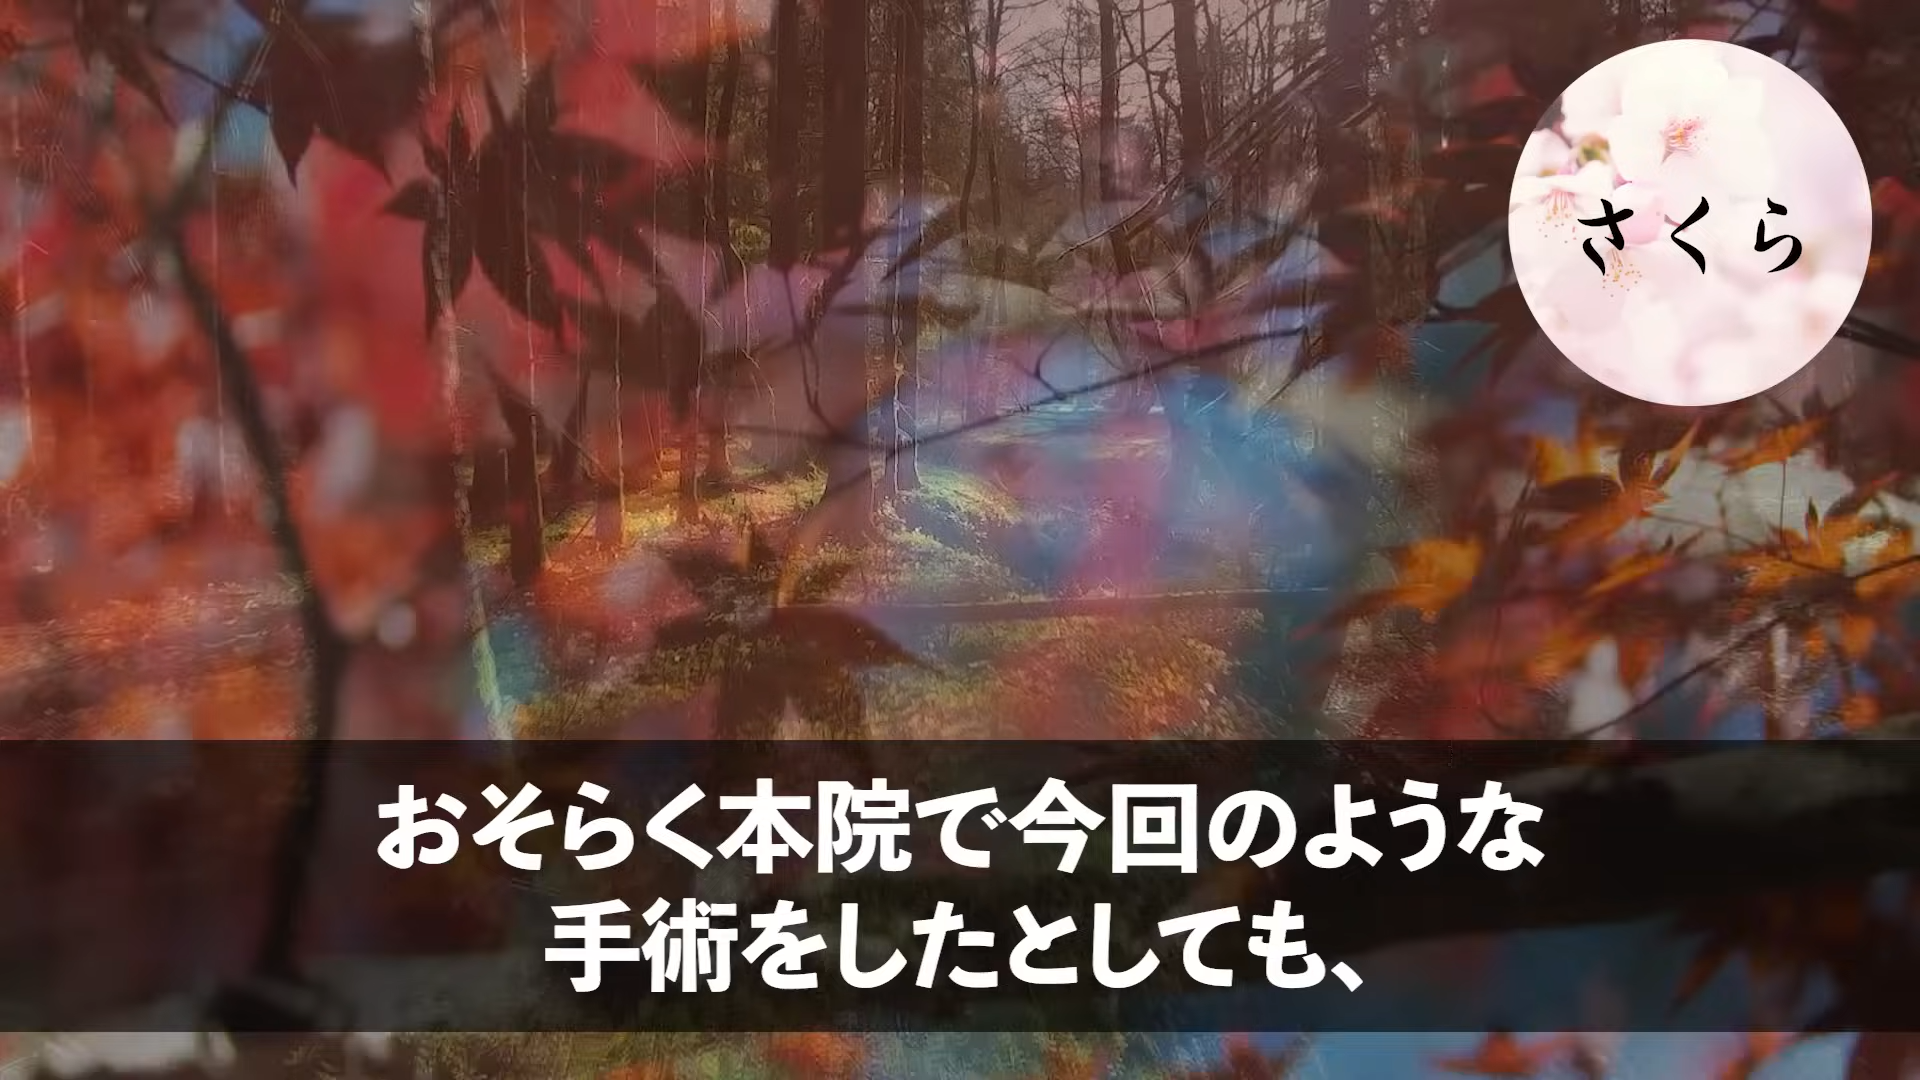 さくら
おそらく本院で今回のような
手術をしたとしても、